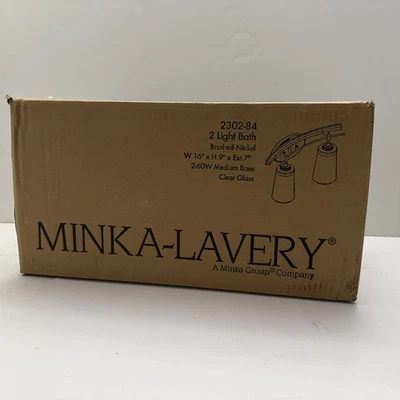 2302-84
2 Light Bath
Brushed Nickel
W 16" x H 9" x Ext.7"
2-60W Medium Base
Clear Glass
MINKA-LAVERY®
A Minka Group® Company